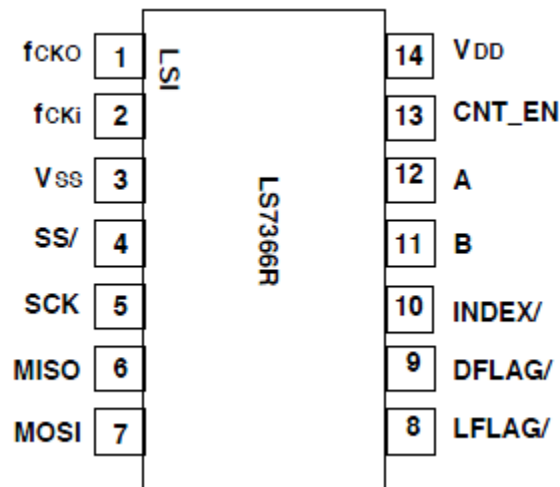 fCKO 1 LSI 14 VDD
fCKi 2 13 CNT_EN
VSS 3 12 A
SS/ 4 11 B
LS7366R
SCK 5 10 INDEX/
MISO 6 9 DFLAG/
MOSI 7 8 LFLAG/